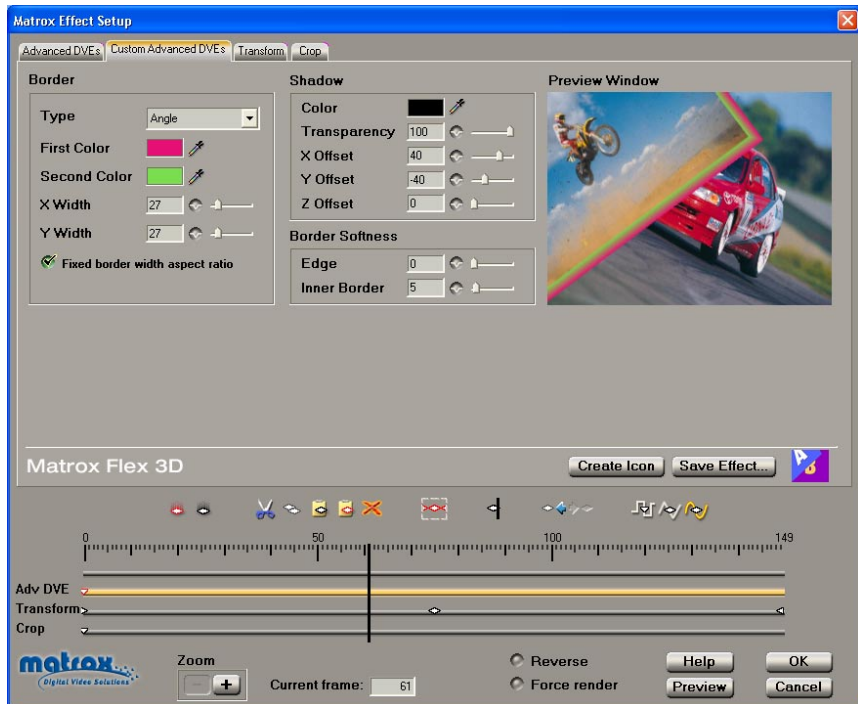 Matrox Effect Setup
Advanced DVEs Custom Advanced DVEs Transform Crop
Border
Type Angle
First Color
Second Color
X Width 27
Y Width 27
Fixed border width aspect ratio
Shadow
Color
Transparency 100
X Offset 40
Y Offset -40
Z Offset 0
Border Softness
Edge 0
Inner Border 5
Preview Window
Matrox Flex 3D
Create Icon Save Effect...
0 50 100 149
Adv DVE
Transform
Crop
matrox
Digital Video Solutions
Zoom
Current frame: 61
Reverse
Force render
Help OK
Preview Cancel